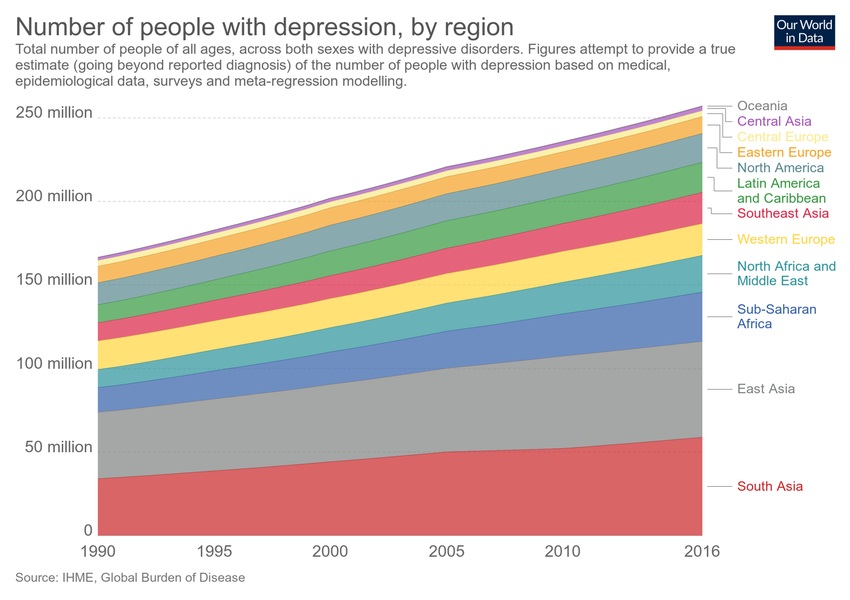 Number of people with depression, by region
Our World
in Data
Total number of people of all ages, across both sexes with depressive disorders. Figures attempt to provide a true
estimate (going beyond reported diagnosis) of the number of people with depression based on medical,
epidemiological data, surveys and meta-regression modelling.
250 million
200 million
150 million
100 million
50 million
0
1990
1995
2000
2005
2010
2016
Oceania
Central Asia
Central Europe
Eastern Europe
North America
Latin America
and Caribbean
Southeast Asia
Western Europe
North Africa and
Middle East
Sub-Saharan
Africa
East Asia
South Asia
Source: IHME, Global Burden of Disease